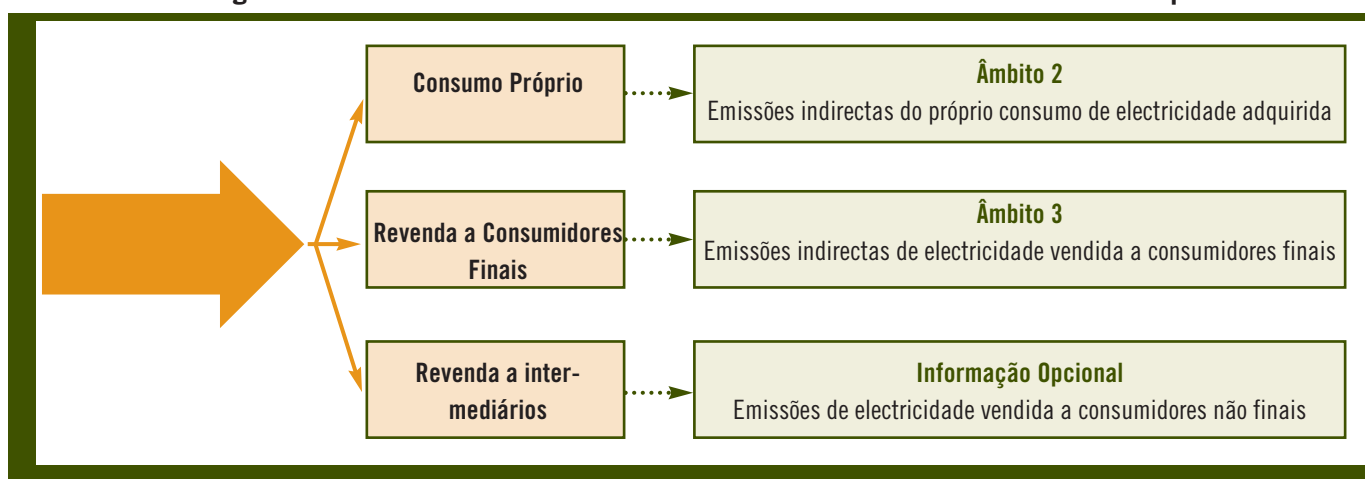 Consumo Próprio
Âmbito 2
Emissões indirectas do próprio consumo de electricidade adquirida
Revenda a Consumidores
Finais
Âmbito 3
Emissões indirectas de electricidade vendida a consumidores finais
Revenda a inter-
mediários
Informação Opcional
Emissões de electricidade vendida a consumidores não finais